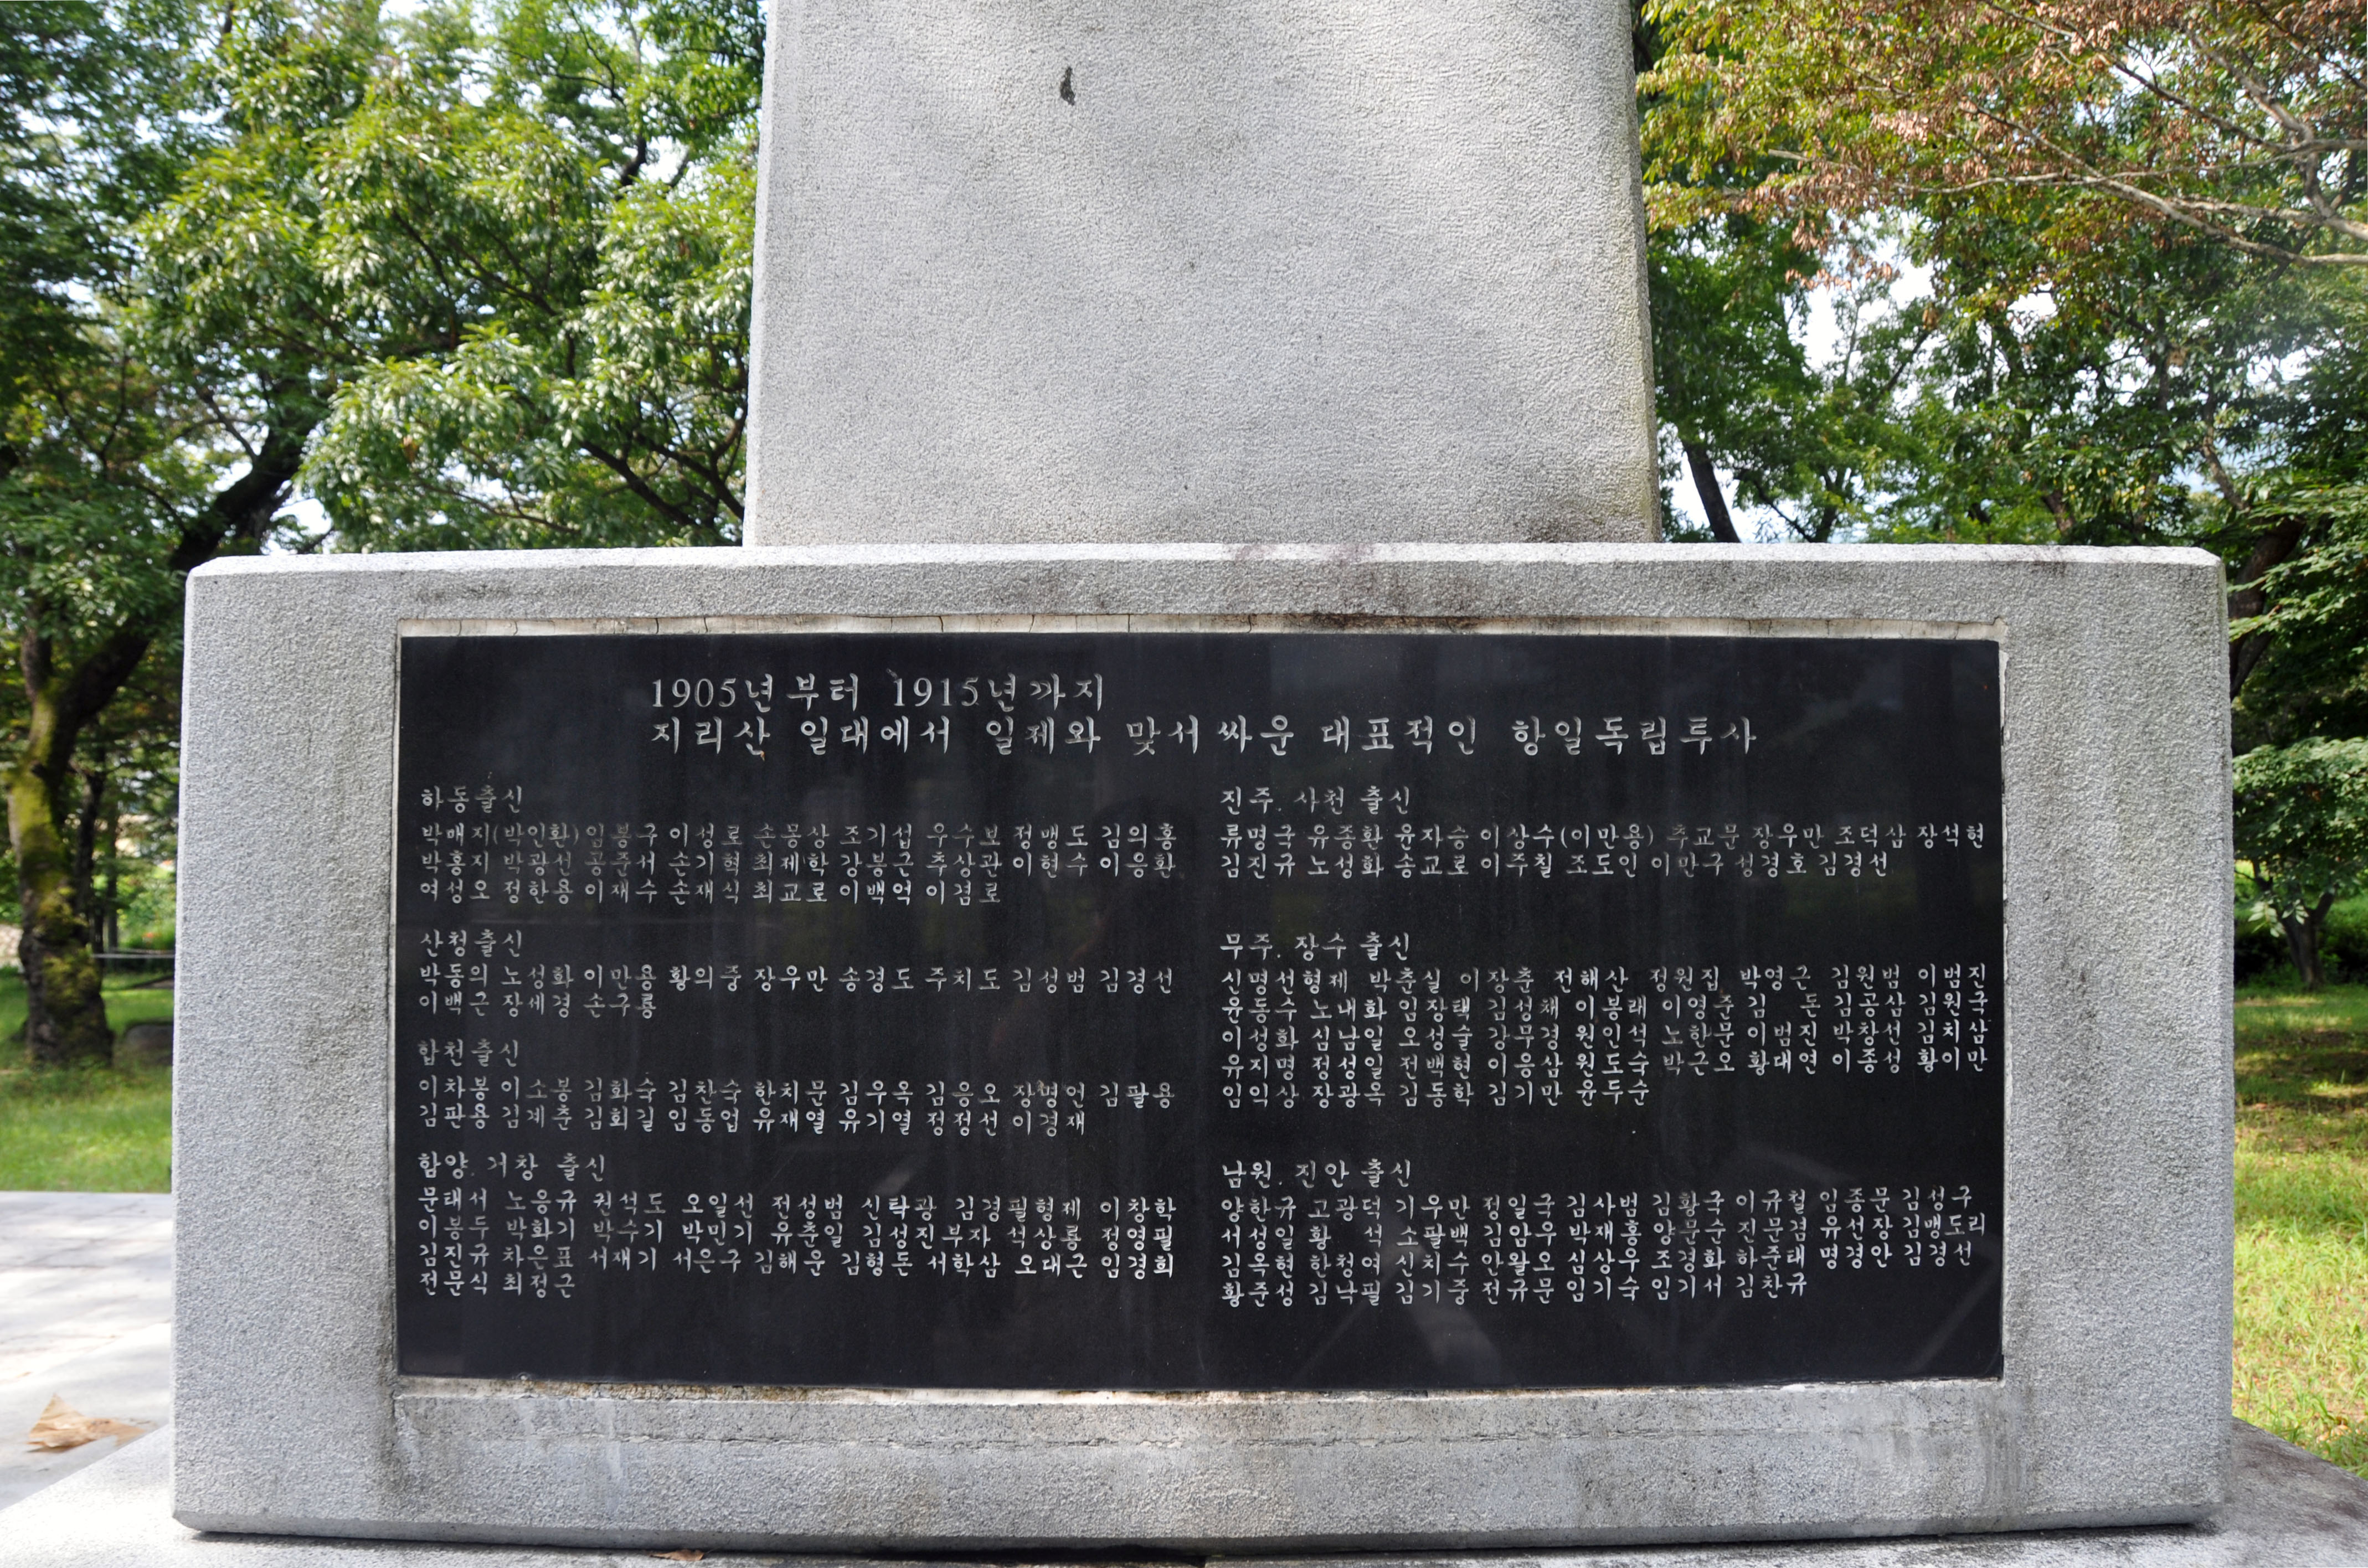 1905년부터 1915년까지
지리산 일대에서 일제와 맞서 싸운 대표적인 항일독립투사
하동출신
박매지(박인환) 임봉구 이성로 손몽상 조기섭 우수보 정맹도 김의홍
박홍지 박광선 공준서 손기혁 최제학 강봉근 추상관 이현수 이응환
여성오 정한용 이재수 손재식 최교로 이백억 이겸로
산청출신
박동의 노성화 이만용 황의중 장우만 송경도 주치도 김성범 김경선
이백근 장세경 손구룡
합천출신
이차봉 이소봉 김화숙 김찬숙 한치문 김우옥 김응오 장명언 김팔용
김판용 김계춘 김회길 임동업 유재열 유기열 정정선 이경재
함양. 거창 출신
문태서 노응규 권석도 오일선 전성범 신탁광 김경필형제 이창학
이봉두 박화기 박수기 박민기 유춘일 김성진부자 석상룡 정영필
김진규 차은표 서재기 서은구 김해운 김형돈 서학삼 오대근 임경희
전문식 최정근
진주. 사천 출신
류명국 유종환 윤자승 이상수(이만용) 추교문 장우만 조덕삼 장석현
김진규 노성화 송교로 이주칠 조도인 이만구 성경호 김경선
무주. 장수 출신
신명선형제 박춘실 이장춘 전해산 정원집 박영근 김원범 이범진
윤동수 노내화 임장택 김성채 이봉래 이영준 김 돈 김공삼 김원국
이성화 심남일 오성술 강무경 원인석 노한문 이범진 박창선 김치삼
유지명 정성일 전백현 이응삼 원도숙 박근오 황대연 이종성 황이만
임익상 장광옥 김동학 김기만 윤두순
남원. 진안 출신
양한규 고광덕 기우만 정일국 김사범 김황국 이규철 임종문 김성구
서성일 황 석 소팔백 김암우 박재홍 양문순 진문겸 유선장 김맹도리
김옥현 한청여 신치수 안왈오 심상우 조경화 하준태 명경안 김경선
황준성 김낙필 김기중 전규문 임기숙 임기서 김찬규